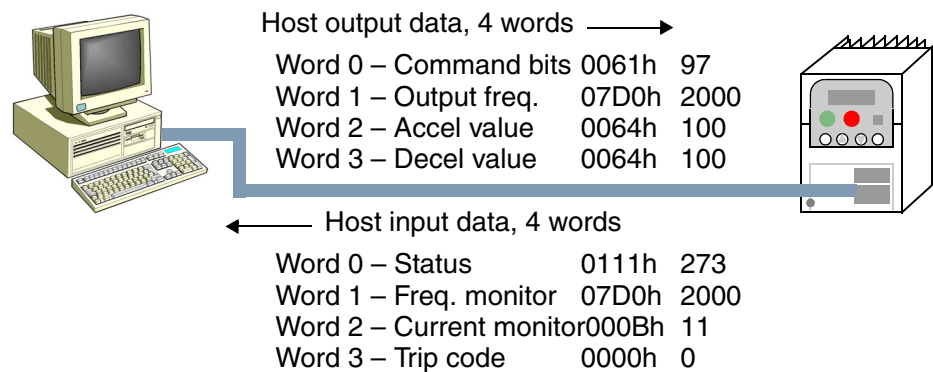 Host output data, 4 words
Word 0 – Command bits 0061h 97
Word 1 – Output freq. 07D0h 2000
Word 2 – Accel value 0064h 100
Word 3 – Decel value 0064h 100
Host input data, 4 words
Word 0 – Status 0111h 273
Word 1 – Freq. monitor 07D0h 2000
Word 2 – Current monitor000Bh 11
Word 3 – Trip code 0000h 0